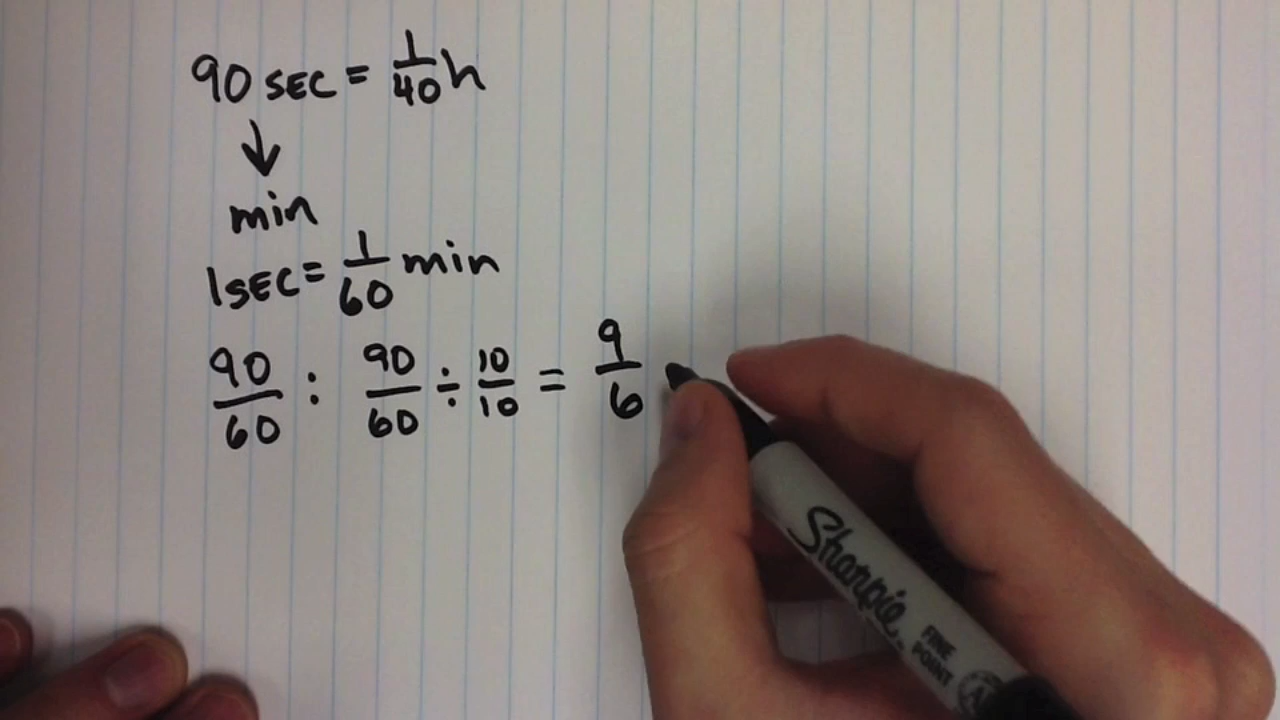 90 SEC = 1/40 h
↓
min
1 SEC = 1/60 min
90/60 : 90/60 ÷ 10/10 = 9/6
Sharpie
FINE
POINT